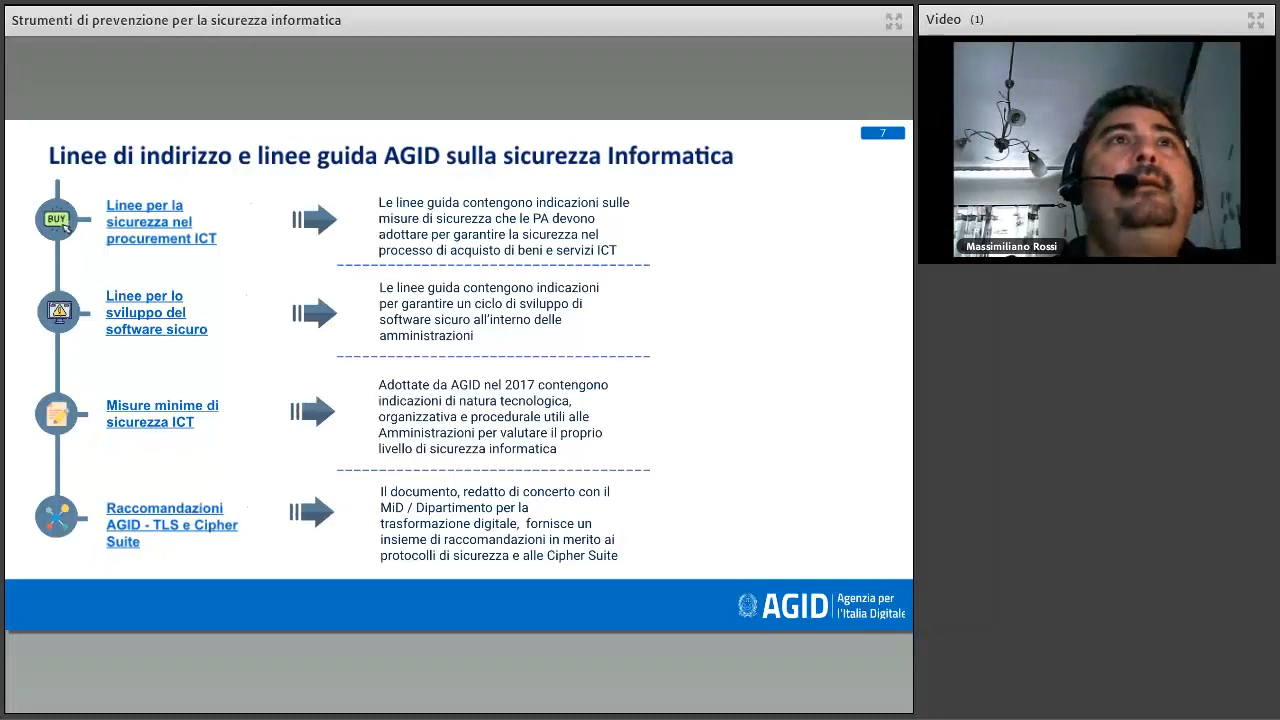 Strumenti di prevenzione per la sicurezza informatica
Video (1)
Massimiliano Rossi
7
Linee di indirizzo e linee guida AGID sulla sicurezza Informatica
BUY
Linee per la
sicurezza nel
procurement ICT
Le linee guida contengono indicazioni sulle
misure di sicurezza che le PA devono
adottare per garantire la sicurezza nel
processo di acquisto di beni e servizi ICT
Linee per lo
sviluppo del
software sicuro
Le linee guida contengono indicazioni
per garantire un ciclo di sviluppo di
software sicuro all'interno delle
amministrazioni
Misure minime di
sicurezza ICT
Adottate da AGID nel 2017 contengono
indicazioni di natura tecnologica,
organizzativa e procedurale utili alle
Amministrazioni per valutare il proprio
livello di sicurezza informatica
Raccomandazioni
AGID - TLS e Cipher
Suite
Il documento, redatto di concerto con il
MiD / Dipartimento per la
trasformazione digitale, fornisce un
insieme di raccomandazioni in merito ai
protocolli di sicurezza e alle Cipher Suite
AGID
Agenzia per
l'Italia Digitale